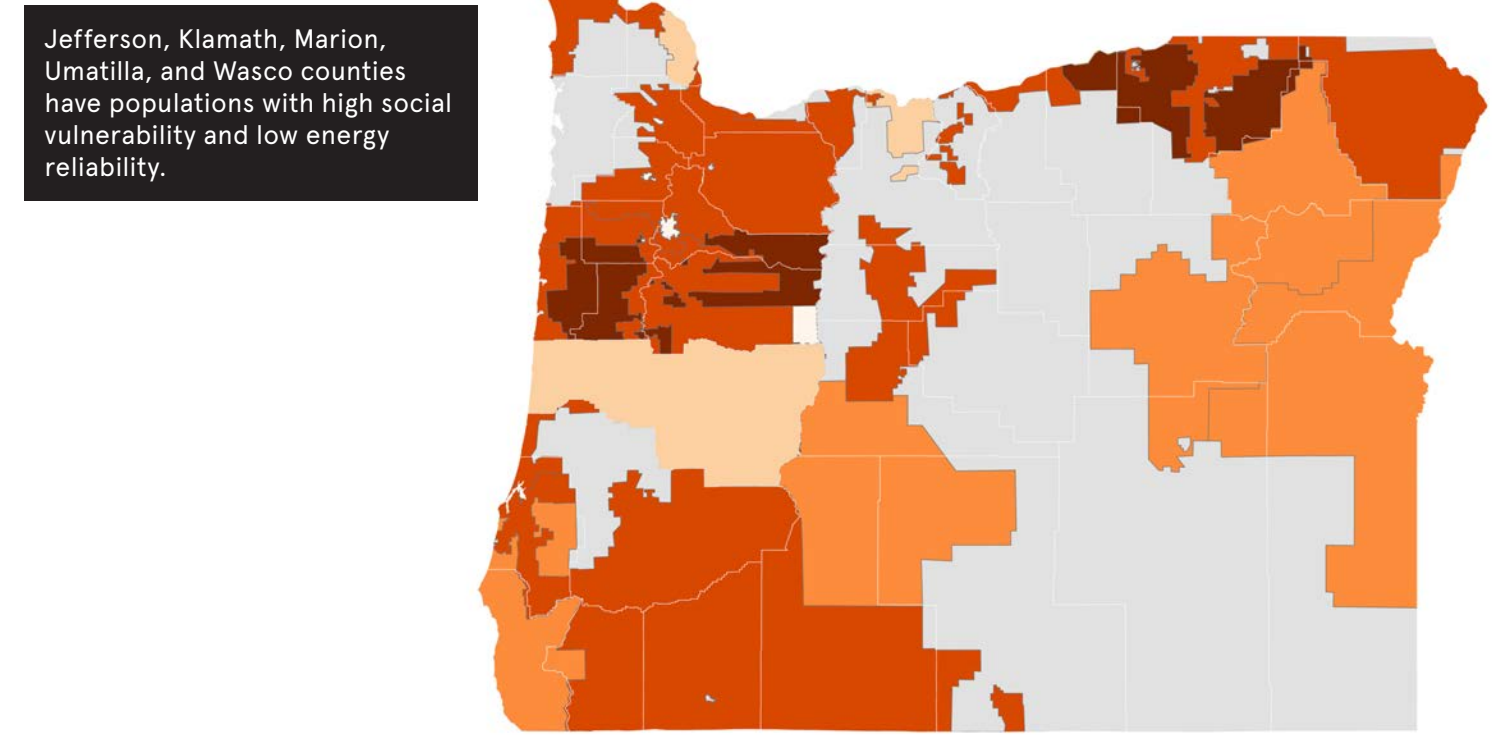 Jefferson, Klamath, Marion,
Umatilla, and Wasco counties
have populations with high social
vulnerability and low energy
reliability.